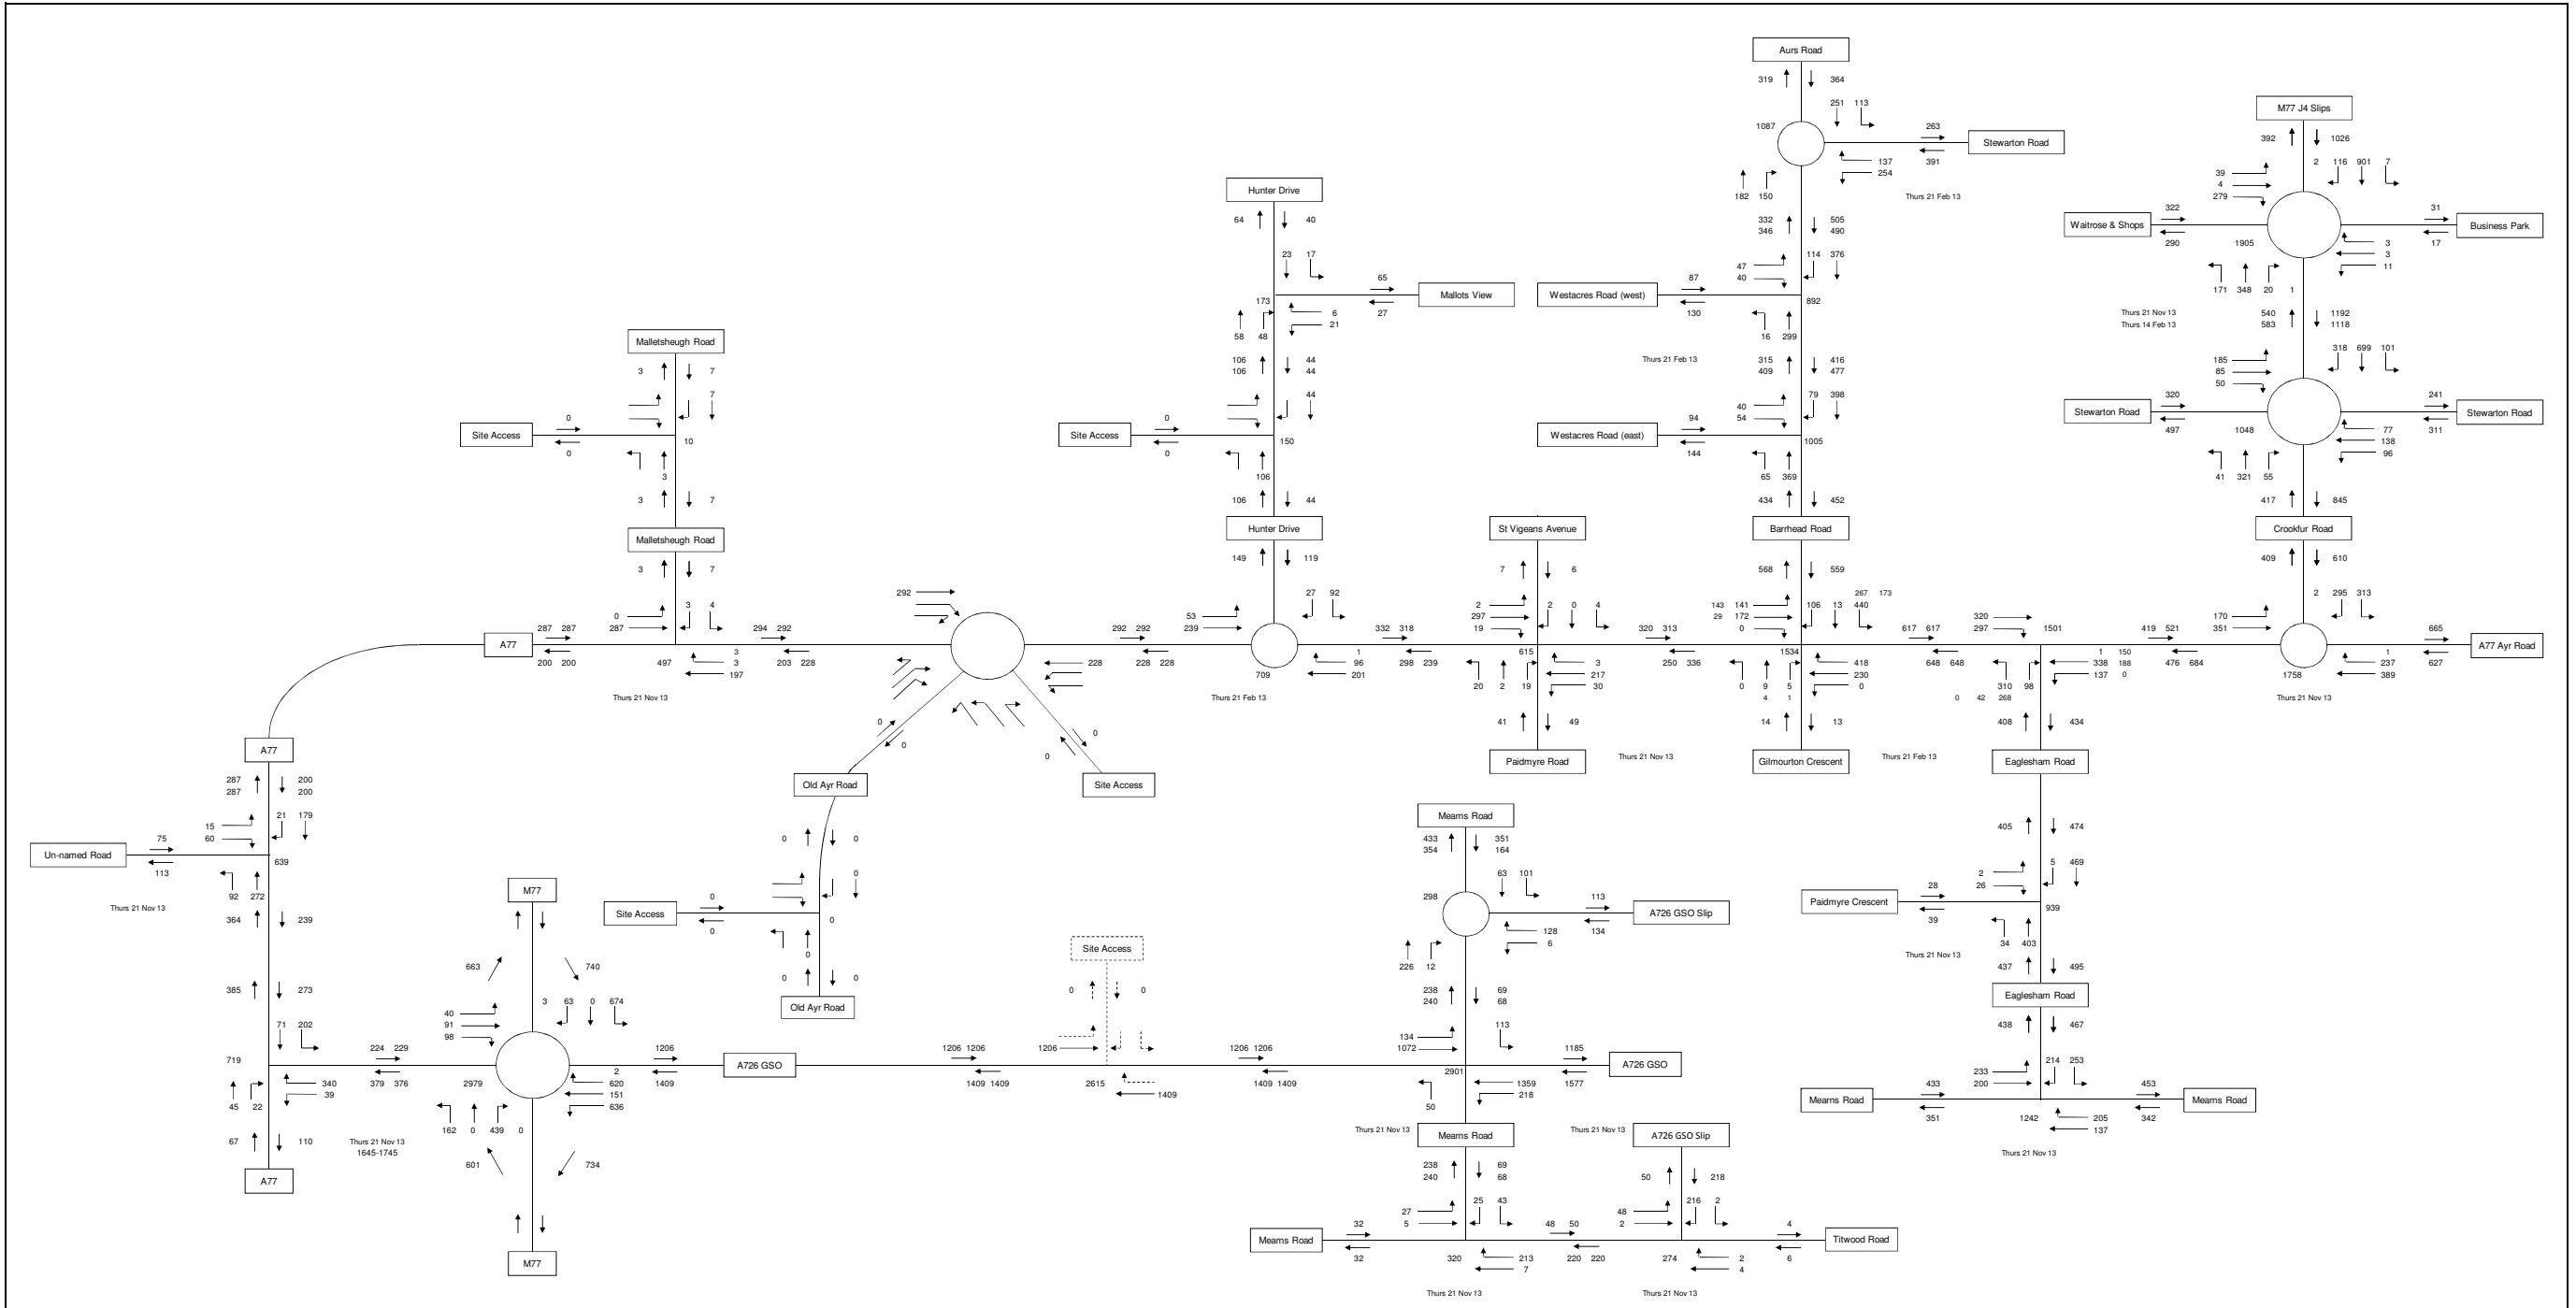 Aurs Road
319 364
251 113
1087
263
Stewarton Road
137 391
254
182 150
Thurs 21 Feb 13
332 505
346 490
47 114 376
40
87
Westacres Road (west)
130
892
16 299
Thurs 21 Feb 13
315 416
409 477
40 79 398
54
94
Westacres Road (east)
144
1005
65 369
434 452
Barrhead Road
568 559
M77 J4 Slips
392 1026
2 116 901 7
39
4
279
322
Waitrose & Shops
290
1905
31
Business Park
17
3
3
11
171 348 20 1
Thurs 21 Nov 13
Thurs 14 Feb 13
540 1192
583 1118
318 699 101
185
85
50
320
Stewarton Road
497
1048
241
Stewarton Road
311
77
138
96
41 321 55
417 845
Crookfur Road
409 610
2 295 313
170
351
419 521
476 684
1758
665
A77 Ayr Road
627
1
237
389
Thurs 21 Nov 13
Hunter Drive
64 40
23 17
173
65
Mallots View
27
6
21
58 48
106 44
106 44
44
0
Site Access
0
150
106
106 44
Hunter Drive
149 119
27 92
53
239
709
1
96
201
332 318
298 239
Thurs 21 Feb 13
Malletsheugh Road
3 7
7
0
Site Access
0
10
3
3 7
Malletsheugh Road
3 7
3 4
0
287
A77
287 287
200 200
497
3
3
197
294 292
203 228
Thurs 21 Nov 13
292
292 292
228 228
228
0
0
0
0
Old Ayr Road
Site Access
0 0
0
0
Site Access
0
0
0
0 0
Old Ayr Road
St Vigeans Avenue
7 6
2 2 0 4
297
19
615
20 2 19
3
217
30
320 313
250 336
41 49
Paidmyre Road
Thurs 21 Nov 13
143 141 106 13 440
267 173
29 172
0
1534
0 9 5
4 1
418
230
0
14 13
Gilmourton Crescent
Thurs 21 Feb 13
617 617
648 648
320
297
1501
1 150
338 188
137 0
310 98
0 42 268
408 434
Eaglesham Road
405 474
2 5 469
26
28
Paidmyre Crescent
39
939
34 403
Thurs 21 Nov 13
437 495
Eaglesham Road
438 467
214 253
233
200
433
Mearns Road
351
1242
205
137
453
Mearns Road
342
Thurs 21 Nov 13
A77
287 200
287 200
15 21 179
60
75
Un-named Road
113
639
92 272
Thurs 21 Nov 13
364 239
385 273
71 202
719
340
39
45 22
67 110
A77
Thurs 21 Nov 13
1645-1745
224 229
379 376
M77
663 740
3 63 0 674
40
91
98
2979
2
620
151
636
162 0 439 0
601 734
M77
1206
1409
A726 GSO
1206 1206
1409 1409
Site Access
0 0
1206
2615
1409
1206 1206
1409 1409
Mearns Road
433 351
354 164
63 101
298
113
A726 GSO Slip
134
128
6
226 12
238 69
240 68
134 113
1072
2901
1185
A726 GSO
1577
1359
218
50
Thurs 21 Nov 13
Mearns Road
238 69
240 68
27 25 43
5
32
Mearns Road
32
320
213
7
Thurs 21 Nov 13
48 50
220 220
Thurs 21 Nov 13
A726 GSO Slip
50 218
48 216 2
2
274
2
4
4
Titwood Road
6
Thurs 21 Nov 13